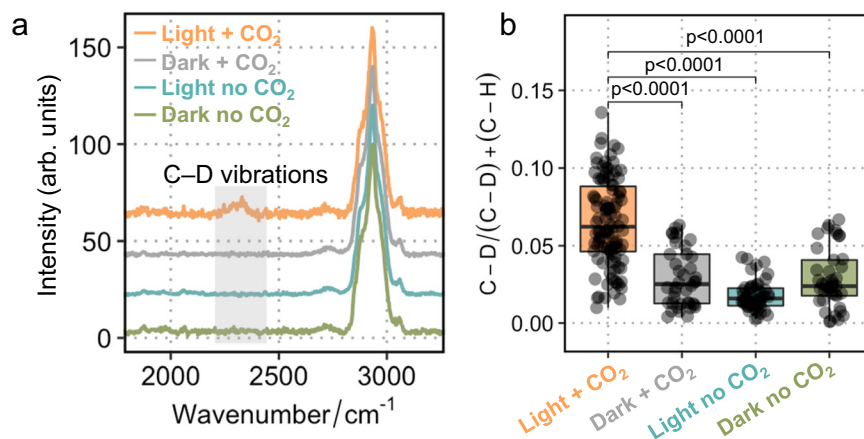 a
Light + CO₂
Dark + CO₂
Light no CO₂
Dark no CO₂
C–D vibrations
150
100
50
0
Intensity (arb. units)
2000 2500 3000
Wavenumber/cm⁻¹
b
p<0.0001
p<0.0001
p<0.0001
0.15
0.10
0.05
0.00
C–D/(C–D)+(C–H)
Light + CO₂
Dark + CO₂
Light no CO₂
Dark no CO₂